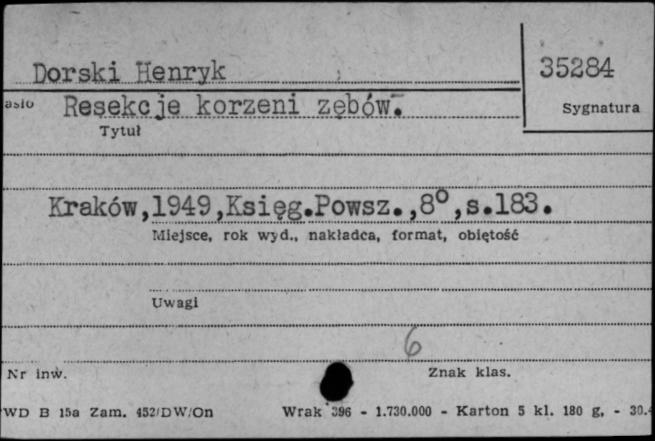 Dorski Henryk
35284
asło Resekcje korzeni zębów.
Sygnatura
Tytuł
Kraków,1949,Księg.Powsz.,8°,s.183.
Miejsce, rok wyd., nakładca, format, objętość
Uwagi
6
Nr inw.
Znak klas.
WD B 15a Zam. 452/DW/On Wrak 396 - 1.730.000 - Karton 5 kl. 180 g. - 30.